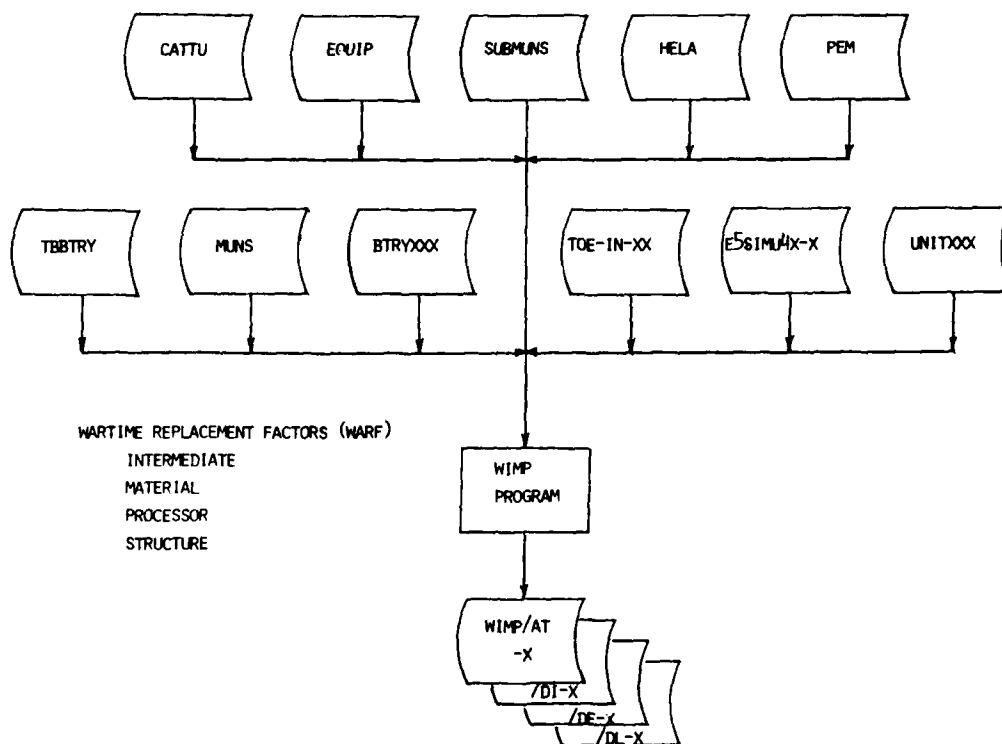 CATTU
EQUIP
SUBMUNS
HELA
PEM
TBBTRY
MUNS
BTRYXXX
TOE-IN-XX
E5SIMU4X-X
UNITXXX
WARTIME REPLACEMENT FACTORS (WARF)
INTERMEDIATE
MATERIAL
PROCESSOR
STRUCTURE
WIMP
PROGRAM
WIMP/AT
-X
/DI-X
/DE-X
/DL-X